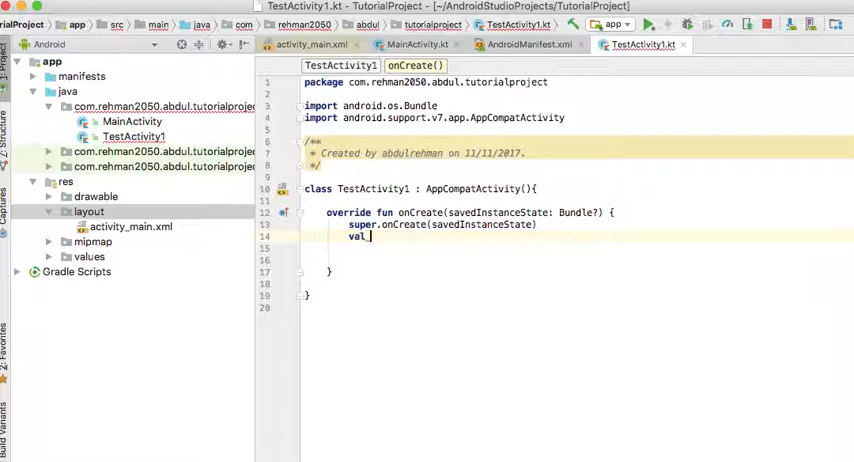 TestActivity1.kt - TutorialProject - [~/AndroidStudioProjects/TutorialProject]
rialProject
app
src
main
java
com
rehman2050
abdul
tutorialproject
TestActivity1.kt
app
Android
activity_main.xml
MainActivity.kt
AndroidManifest.xml
TestActivity1.kt
1: Project
Z: Structure
Captures
2: Favorites
Build Variants
app
manifests
java
com.rehman2050.abdul.tutorialprojec
MainActivity
TestActivity1
com.rehman2050.abdul.tutorialprojec
com.rehman2050.abdul.tutorialprojec
res
drawable
layout
activity_main.xml
mipmap
values
Gradle Scripts
TestActivity1
onCreate()
1 package com.rehman2050.abdul.tutorialproject
2
3 import android.os.Bundle
4 import android.support.v7.app.AppCompatActivity
5
6 /**
7 * Created by abdulrehman on 11/11/2017.
8 */
9
10 class TestActivity1 : AppCompatActivity(){
11
12 override fun onCreate(savedInstanceState: Bundle?) {
13 super.onCreate(savedInstanceState)
14 val
15
16
17 }
18
19 }
20